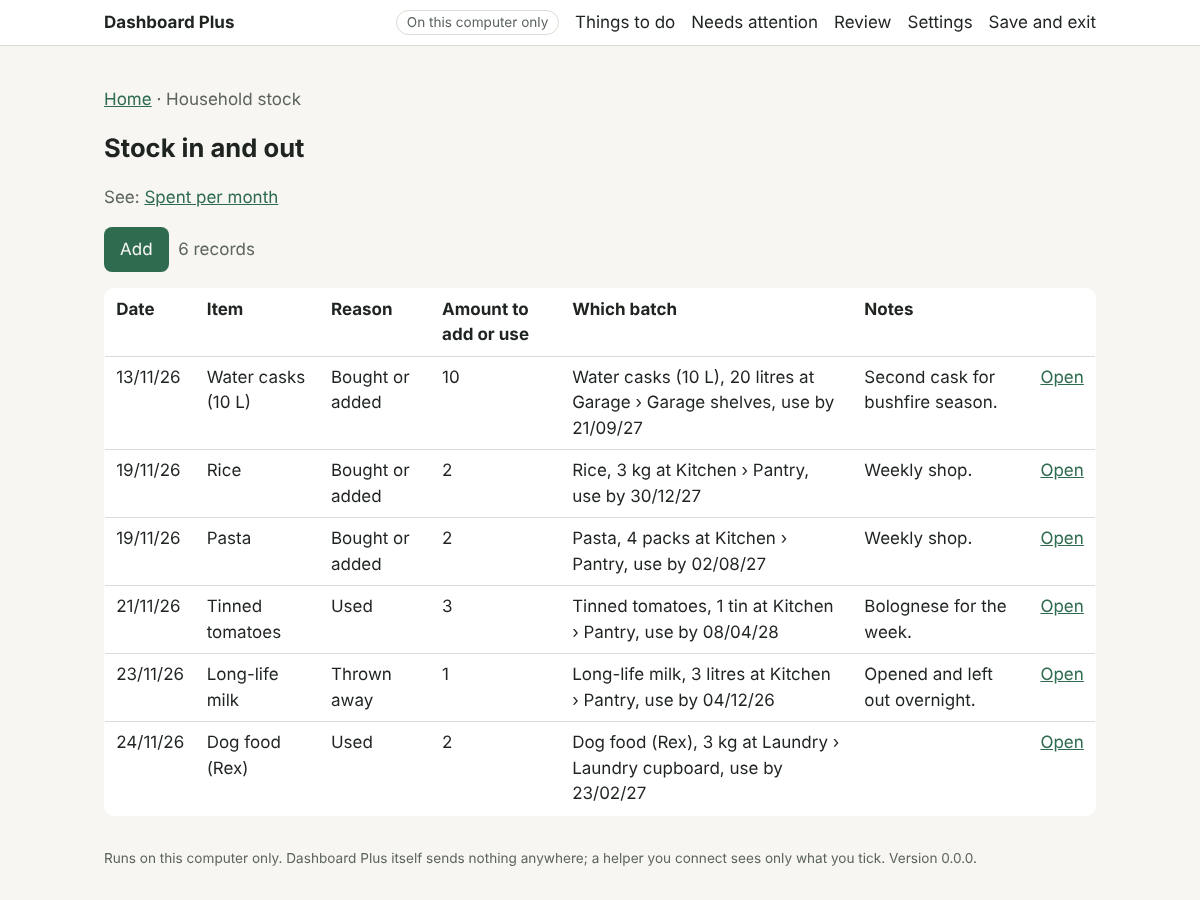 Dashboard Plus
On this computer only
Things to do
Needs attention
Review
Settings
Save and exit
Home · Household stock
Stock in and out
See: Spent per month
Add
6 records
Date
Item
Reason
Amount to
add or use
Which batch
Notes
13/11/26
Water casks
(10 L)
Bought or
added
10
Water casks (10 L), 20 litres at
Garage › Garage shelves, use by
21/09/27
Second cask for
bushfire season.
Open
19/11/26
Rice
Bought or
added
2
Rice, 3 kg at Kitchen › Pantry,
use by 30/12/27
Weekly shop.
Open
19/11/26
Pasta
Bought or
added
2
Pasta, 4 packs at Kitchen ›
Pantry, use by 02/08/27
Weekly shop.
Open
21/11/26
Tinned
tomatoes
Used
3
Tinned tomatoes, 1 tin at Kitchen
› Pantry, use by 08/04/28
Bolognese for the
week.
Open
23/11/26
Long-life
milk
Thrown
away
1
Long-life milk, 3 litres at Kitchen
› Pantry, use by 04/12/26
Opened and left
out overnight.
Open
24/11/26
Dog food
(Rex)
Used
2
Dog food (Rex), 3 kg at Laundry ›
Laundry cupboard, use by
23/02/27
Open
Runs on this computer only. Dashboard Plus itself sends nothing anywhere; a helper you connect sees only what you tick. Version 0.0.0.